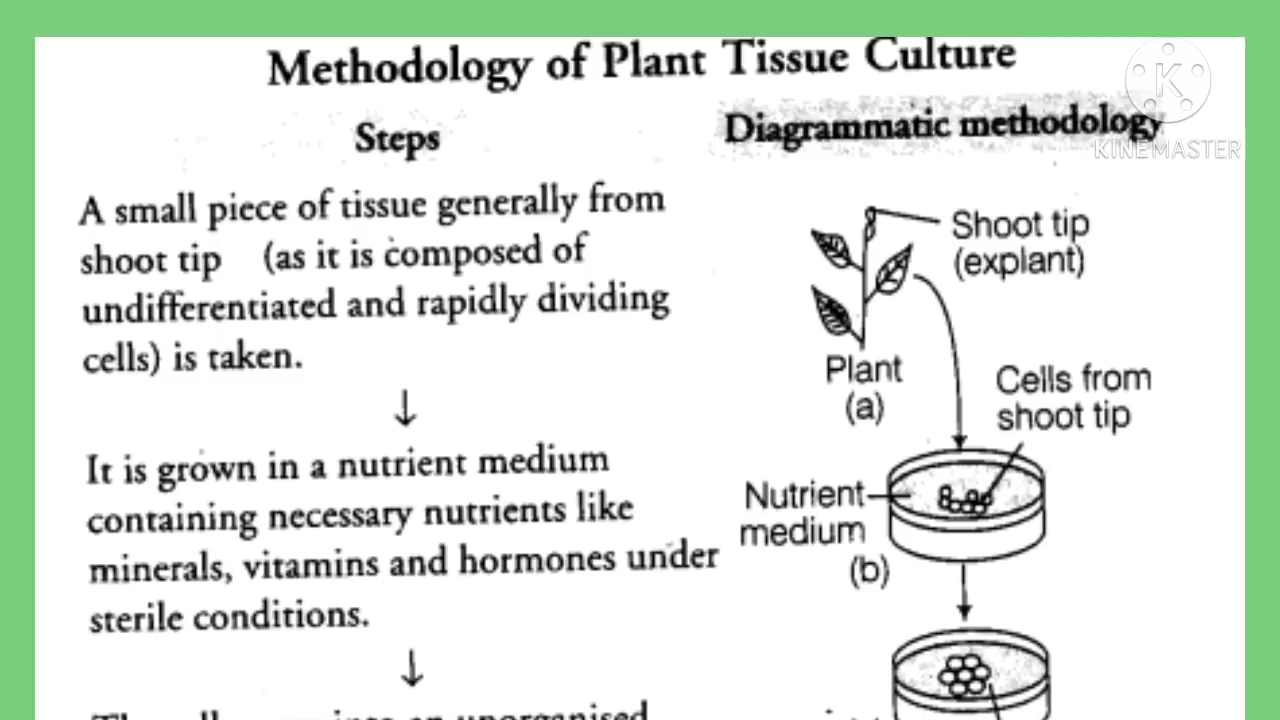 Methodology of Plant Tissue Culture
K
KINEMASTER
Steps
Diagrammatic methodology
A small piece of tissue generally from
shoot tip (as it is composed of
undifferentiated and rapidly dividing
cells) is taken.
↓
It is grown in a nutrient medium
containing necessary nutrients like
minerals, vitamins and hormones under
sterile conditions.
↓
unorganised
Shoot tip
(explant)
Plant
(a)
Cells from
shoot tip
Nutrient
medium
(b)